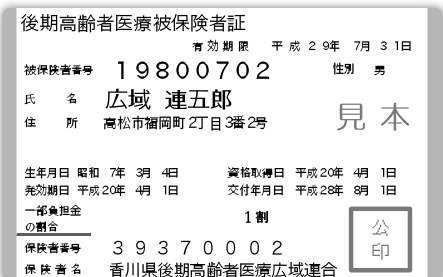 後期高齢者医療被保険者証
有効期限 平成29年 7月31日
被保険者番号 19800702 性別 男
氏 名 広域 連五郎
住 所 高松市福岡町2丁目3番2号
見本
生年月日 昭和 7年 3月 4日 資格取得日 平成20年 4月 1日
発効期日 平成20年 4月 1日 交付年月日 平成28年 8月 1日
一部負担金
の割合 1割
保険者番号 39370002
保険者名 香川県後期高齢者医療広域連合
公
印